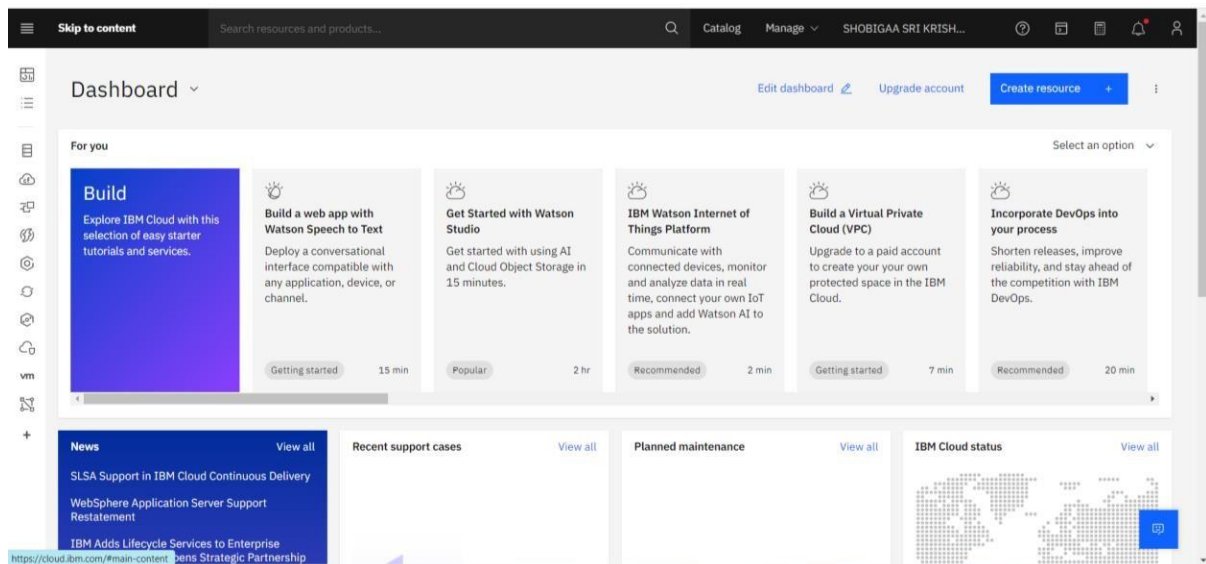 Skip to content
Search resources and products...
Catalog
Manage
SHOBIGAA SRI KRISH...
Dashboard
Edit dashboard
Upgrade account
Create resource +
For you
Select an option
Build
Explore IBM Cloud with this
selection of easy starter
tutorials and services.
Build a web app with
Watson Speech to Text
Deploy a conversational
interface compatible with
any application, device, or
channel.
Getting started
15 min
Get Started with Watson
Studio
Get started with using AI
and Cloud Object Storage in
15 minutes.
Popular
2 hr
IBM Watson Internet of
Things Platform
Communicate with
connected devices, monitor
and analyze data in real
time, connect your own IoT
apps and add Watson AI to
the solution.
Recommended
2 min
Build a Virtual Private
Cloud (VPC)
Upgrade to a paid account
to create your your own
protected space in the IBM
Cloud.
Getting started
7 min
Incorporate DevOps into
your process
Shorten releases, improve
reliability, and stay ahead of
the competition with IBM
DevOps.
Recommended
20 min
vm
News
View all
SLSA Support in IBM Cloud Continuous Delivery
WebSphere Application Server Support
Restatement
IBM Adds Lifecycle Services to Enterprise
pens Strategic Partnership
Recent support cases
View all
Planned maintenance
View all
IBM Cloud status
View all
https://cloud.ibm.com/#main-content